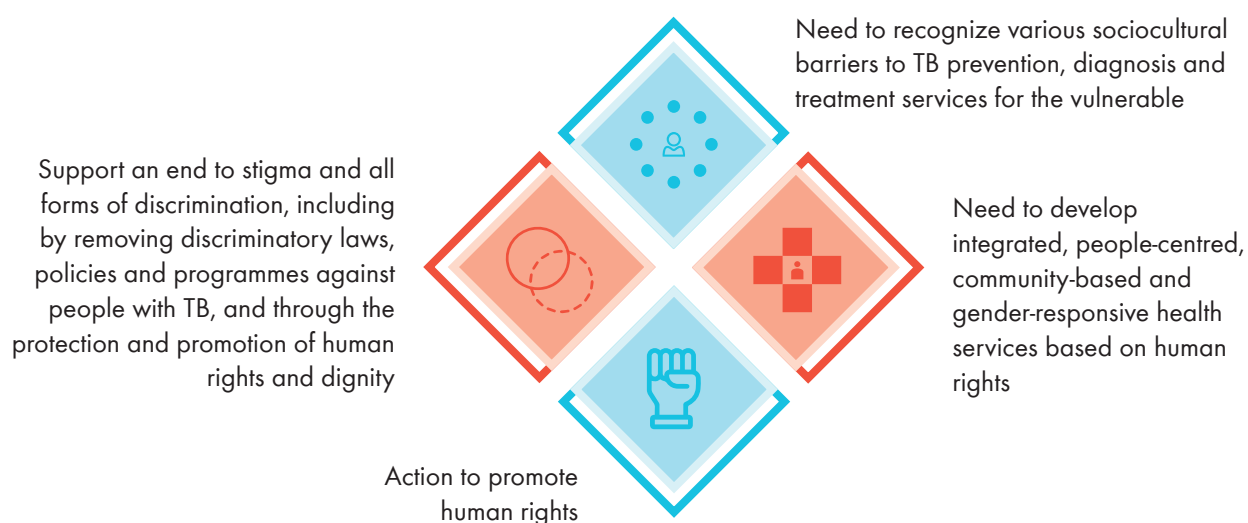 Need to recognize various sociocultural
barriers to TB prevention, diagnosis and
treatment services for the vulnerable
Support an end to stigma and all
forms of discrimination, including
by removing discriminatory laws,
policies and programmes against
people with TB, and through the
protection and promotion of human
rights and dignity
Need to develop
integrated, people-centred,
community-based and
gender-responsive health
services based on human
rights
Action to promote
human rights